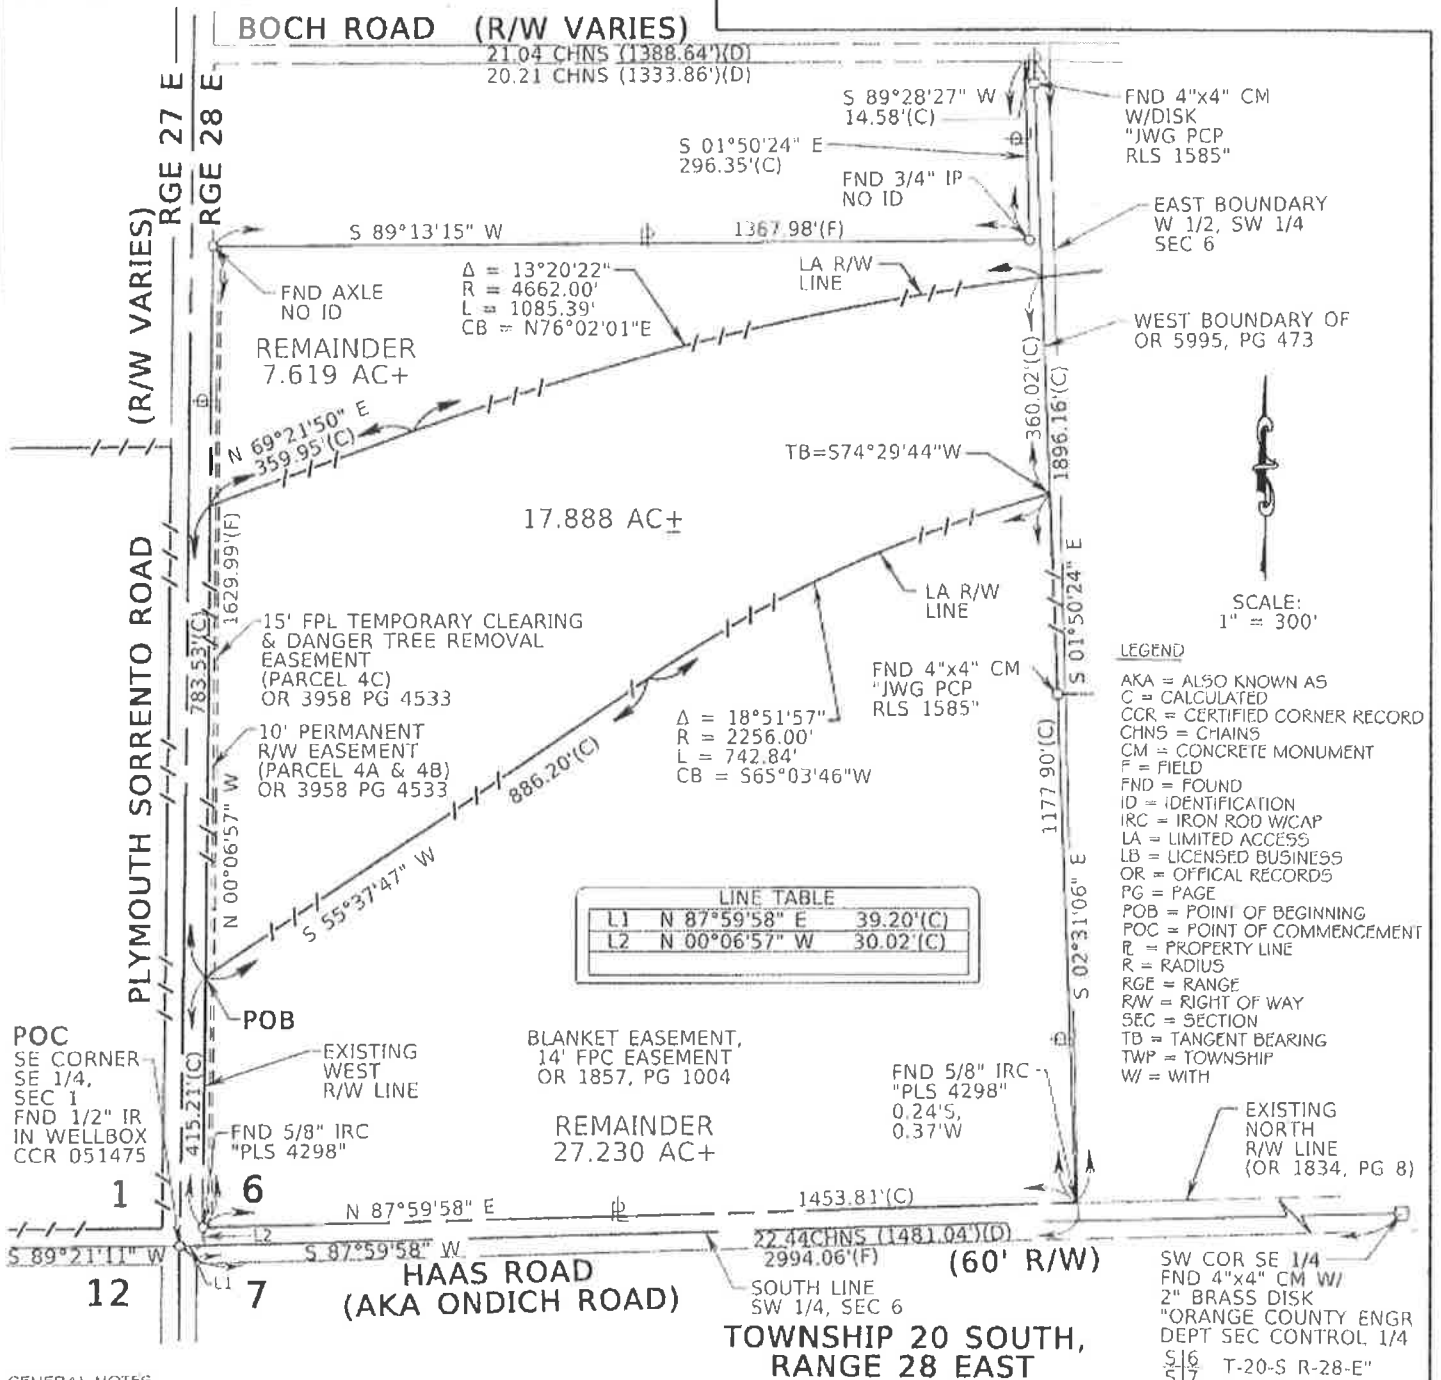 BOCH ROAD (R/W VARIES)
21.04 CHNS (1388.64')(D)
20.21 CHNS (1333.86')(D)
RGE 27 E
RGE 28 E
S 89°28'27" W
14.58'(C)
FND 4"x4" CM
W/DISK
"JWG PCP
RLS 1585"
S 01°50'24" E
296.35'(C)
FND 3/4" IP
NO ID
EAST BOUNDARY
W 1/2, SW 1/4
SEC 6
S 89°13'15" W
1367.98'(F)
PLYMOUTH SORRENTO ROAD (R/W VARIES)
FND AXLE
NO ID
Δ = 13°20'22"
R = 4662.00'
L = 1085.39'
CB = N76°02'01"E
LA R/W
LINE
WEST BOUNDARY OF
OR 5995, PG 473
REMAINDER
7.619 AC+
360.02'(C)
1896.16'(C)
N 69°21'50" E
359.95'(C)
TB=S74°29'44"W
17.888 AC±
1629.99'(F)
783.53'(C)
N 00°06'57" W
15' FPL TEMPORARY CLEARING
& DANGER TREE REMOVAL
EASEMENT
(PARCEL 4C)
OR 3958 PG 4533
10' PERMANENT
R/W EASEMENT
(PARCEL 4A & 4B)
OR 3958 PG 4533
LA R/W
LINE
S 01°50'24" E
SCALE:
1" = 300'
FND 4"x4" CM
"JWG PCP
RLS 1585"
Δ = 18°51'57"
R = 2256.00'
L = 742.84'
CB = S65°03'46"W
886.20'(C)
S 55°37'47" W
1177.90'(C)
S 02°31'06" E
LEGEND
AKA = ALSO KNOWN AS
C = CALCULATED
CCR = CERTIFIED CORNER RECORD
CHNS = CHAINS
CM = CONCRETE MONUMENT
F = FIELD
FND = FOUND
ID = IDENTIFICATION
IRC = IRON ROD W/CAP
LA = LIMITED ACCESS
LB = LICENSED BUSINESS
OR = OFFICAL RECORDS
PG = PAGE
POB = POINT OF BEGINNING
POC = POINT OF COMMENCEMENT
PL = PROPERTY LINE
R = RADIUS
RGE = RANGE
R/W = RIGHT OF WAY
SEC = SECTION
TB = TANGENT BEARING
TWP = TOWNSHIP
W/ = WITH
LINE TABLE
L1 N 87°59'58" E 39.20'(C)
L2 N 00°06'57" W 30.02'(C)
POB
POC
SE CORNER
SE 1/4,
SEC 1
FND 1/2" IR
IN WELLBOX
CCR 051475
415.21'(C)
EXISTING
WEST
R/W LINE
FND 5/8" IRC
"PLS 4298"
BLANKET EASEMENT,
14' FPC EASEMENT
OR 1857, PG 1004
REMAINDER
27.230 AC+
FND 5/8" IRC
"PLS 4298"
0.24'S,
0.37'W
EXISTING
NORTH
R/W LINE
(OR 1834, PG 8)
1
6
N 87°59'58" E
1453.81'(C)
L2
S 89°21'11" W
S 87°59'58" W
22.44CHNS (1481.04')(D)
2994.06'(F)
12
L1
7
HAAS ROAD
(AKA ONDICH ROAD)
(60' R/W)
SOUTH LINE
SW 1/4, SEC 6
SW COR SE 1/4
FND 4"x4" CM W/
2" BRASS DISK
"ORANGE COUNTY ENGR
DEPT SEC CONTROL 1/4
S|6
S|7
T-20-S R-28-E"
TOWNSHIP 20 SOUTH,
RANGE 28 EAST
GENERAL NOTES